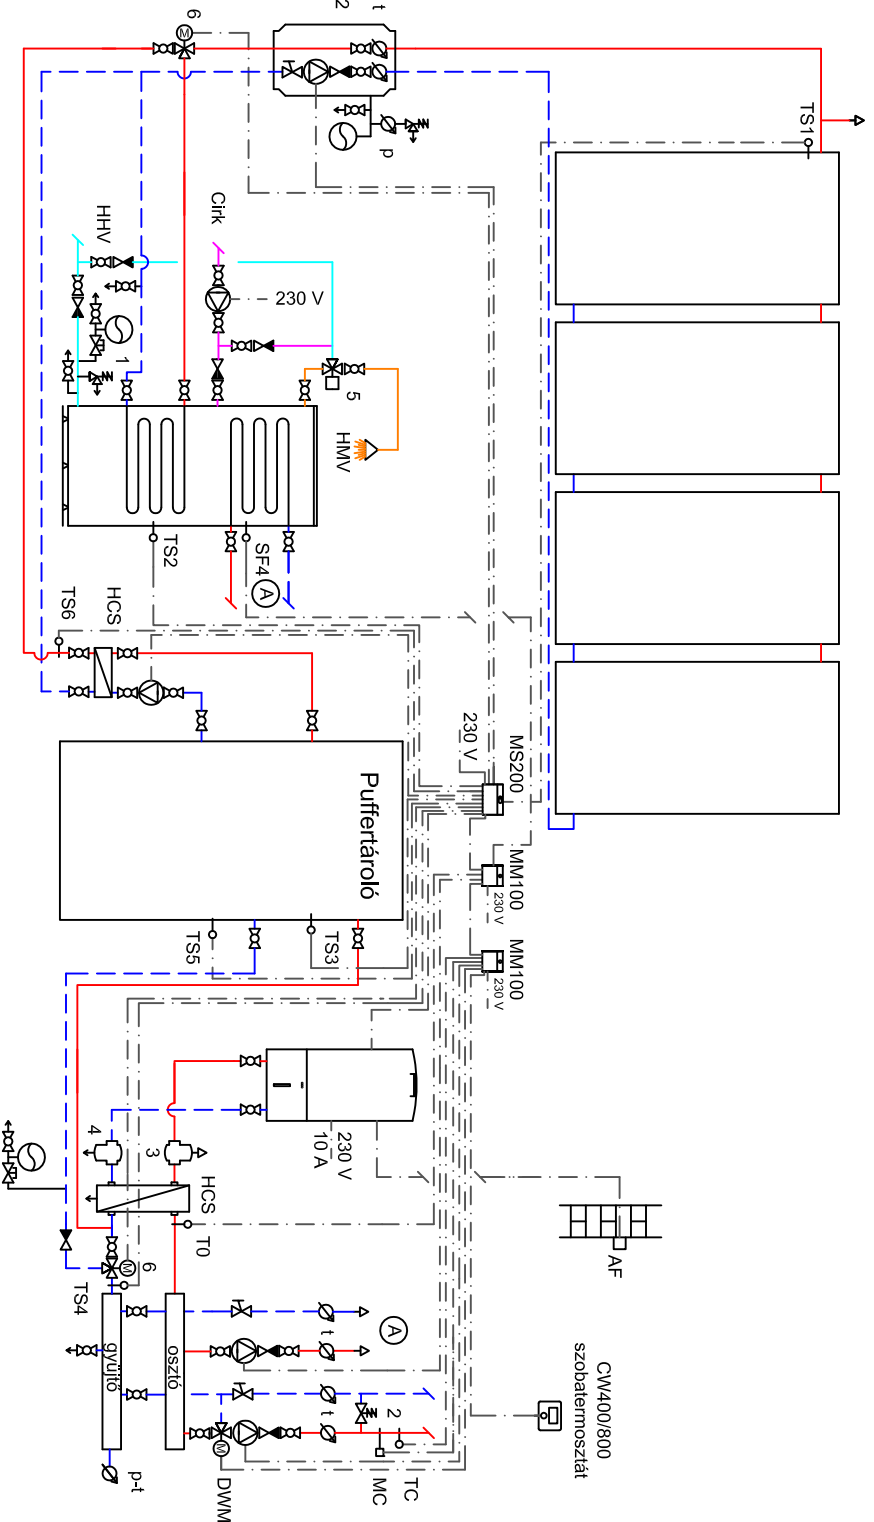 6
M
2
t
TS1
p
Cirk
230 V
HHV
1
5
HMV
TS2
SF4
A
TS6
HCS
230 V
MS200
MM100
230 V
MM100
230 V
Puffertároló
TS5
TS3
230 V
10 A
4
3
HCS
T0
AF
6
M
TS4
gyűjtő
osztó
t
A
t
2
M
DWM
TC
MC
p-t
CW400/800
szobatermosztát